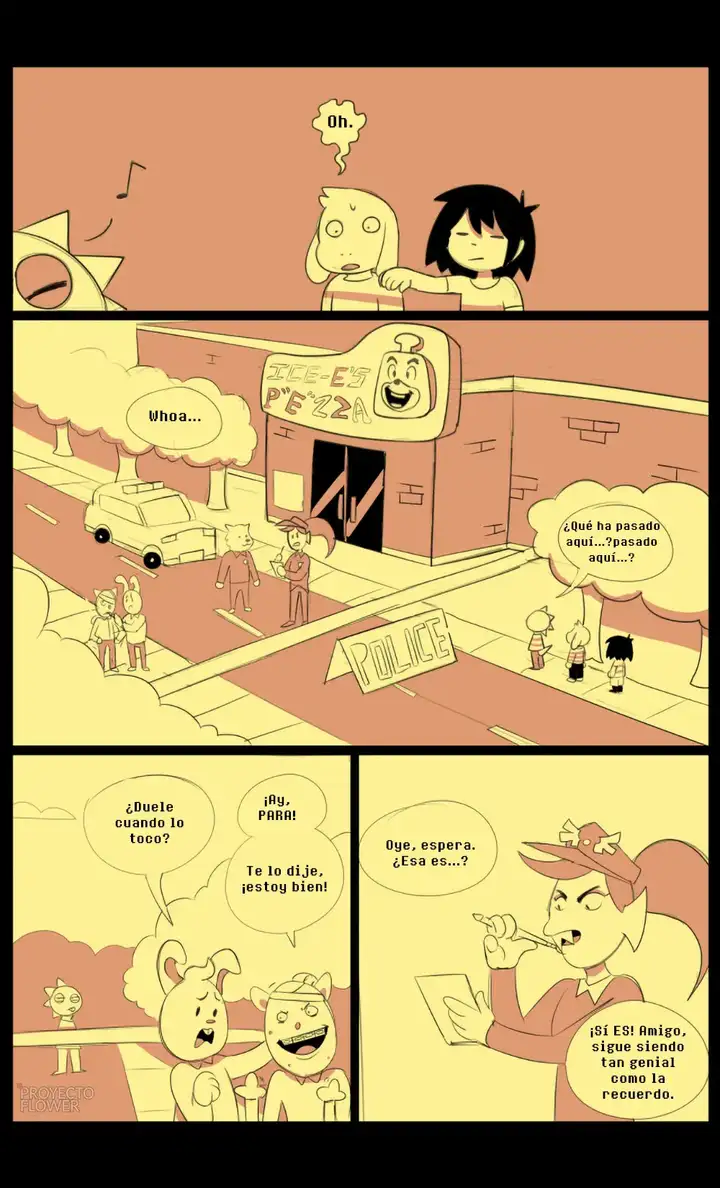 Oh.
ICE-E'S
P"E"ZZA
Whoa...
¿Qué ha pasado
aquí...?pasado
aquí...?
POLICE
¿Duele
cuando lo
toco?
¡Ay,
PARA!
Te lo dije,
¡estoy bien!
PROYECTO
FLOWER
Oye, espera.
¿Esa es...?
¡Sí ES! Amigo,
sigue siendo
tan genial
como la
recuerdo.